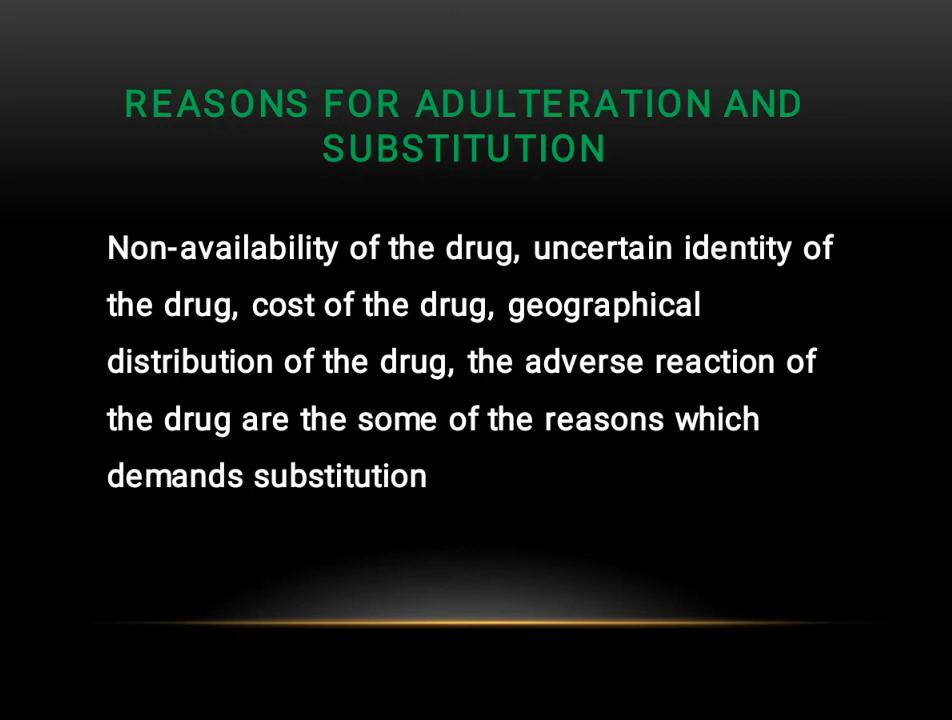 REASONS FOR ADULTERATION AND
SUBSTITUTION
Non-availability of the drug, uncertain identity of
the drug, cost of the drug, geographical
distribution of the drug, the adverse reaction of
the drug are the some of the reasons which
demands substitution